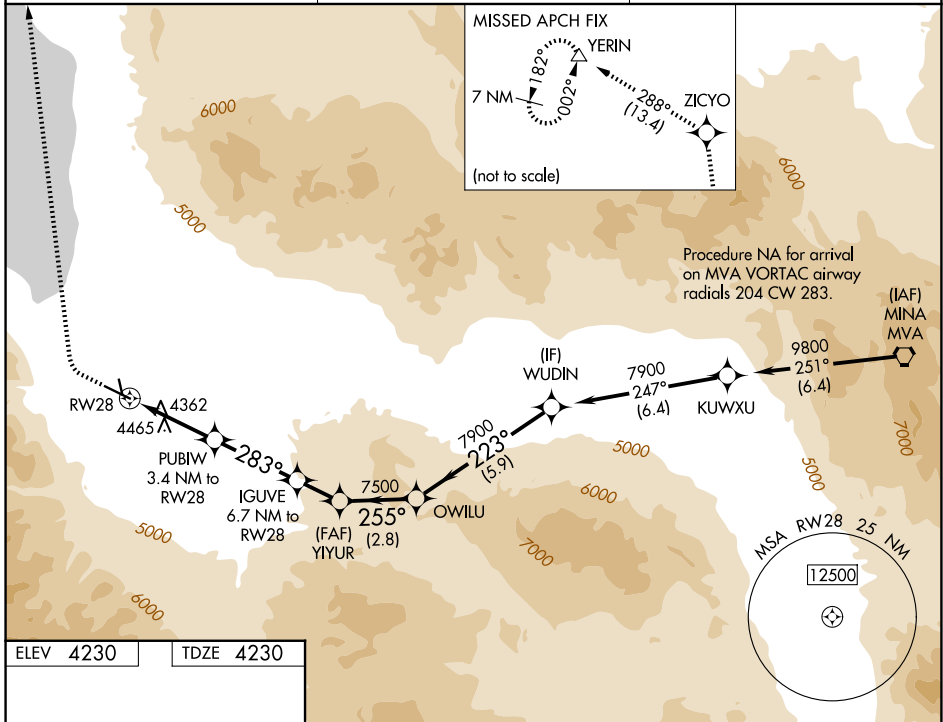 MISSED APCH FIX
YERIN
182°
002°
7 NM
288°
(13.4)
ZICYO
(not to scale)
6000
5000
6000
Procedure NA for arrival
on MVA VORTAC airway
radials 204 CW 283.
(IAF)
MINA
MVA
9800
251°
(6.4)
(IF)
WUDIN
7900
247°
(6.4)
KUWXU
RW28
4362
4465
7900
223°
(5.9)
7000
PUBIW
3.4 NM to
RW28
283°
IGUVE
6.7 NM to
RW28
7500
255°
(2.8)
OWILU
(FAF)
YIYUR
5000
6000
5000
5000
7000
6000
MSA RW28 25 NM
12500
ELEV 4230
TDZE 4230